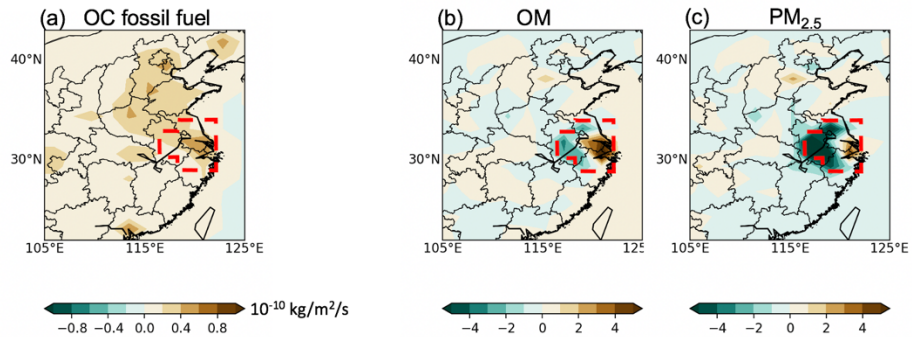 (a) OC fossil fuel
(b) OM
(c) PM2.5
40°N
30°N
105°E 115°E 125°E
40°N
30°N
105°E 115°E 125°E
40°N
30°N
105°E 115°E 125°E
−0.8 −0.4 0.0 0.4 0.8
10⁻¹⁰ kg/m²/s
−4 −2 0 2 4
−4 −2 0 2 4